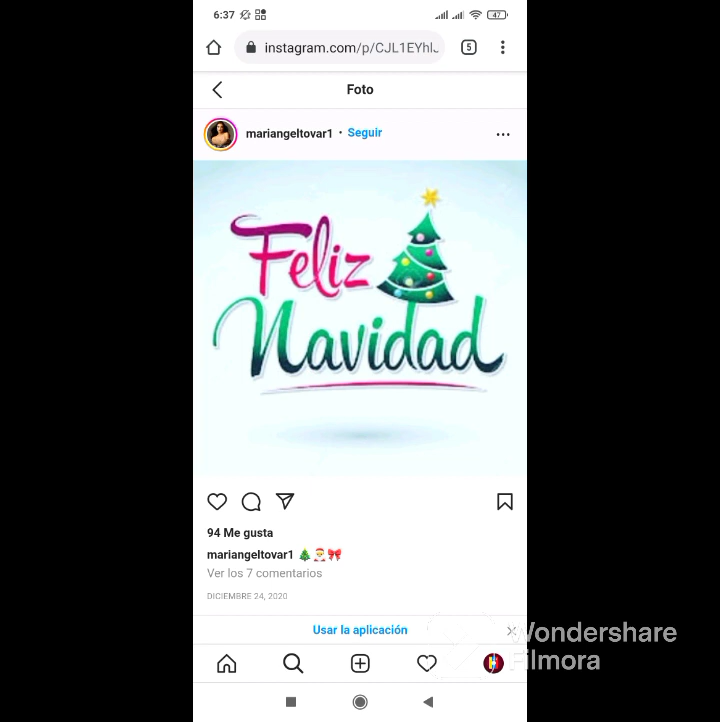 6:37
47
instagram.com/p/CJL1EYhl
5
Foto
mariangeltovar1 • Seguir
Feliz
Navidad
94 Me gusta
mariangeltovar1 🎄🎅🎀
Ver los 7 comentarios
DICIEMBRE 24, 2020
Usar la aplicación
Wondershare
Filmora